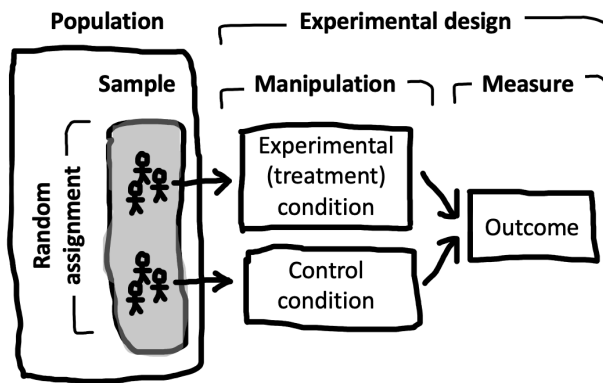 Population
Experimental design
Sample
Manipulation
Measure
Random
assignment
Experimental
(treatment)
condition
Control
condition
Outcome